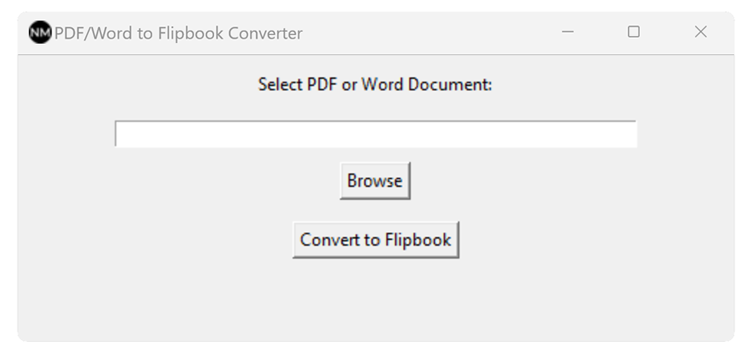 NM PDF/Word to Flipbook Converter
Select PDF or Word Document:
Browse
Convert to Flipbook